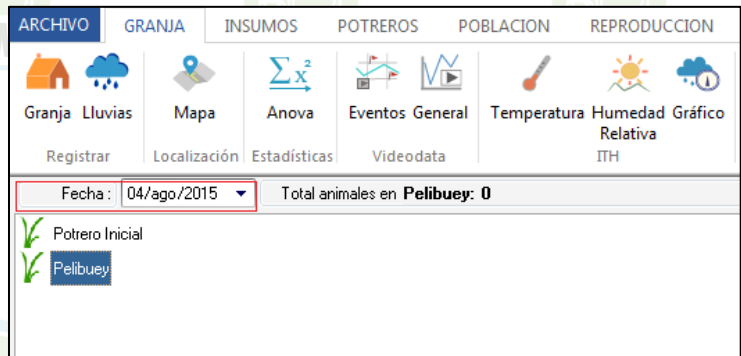 ARCHIVO GRANJA INSUMOS POTREROS POBLACION REPRODUCCION
Σx²
Granja Lluvias Mapa Anova Eventos General Temperatura Humedad Relativa Gráfico
Registrar Localización Estadísticas Videodata ITH
Fecha : 04/ago/2015 Total animales en Pelibuey: 0
Potrero Inicial
Pelibuey